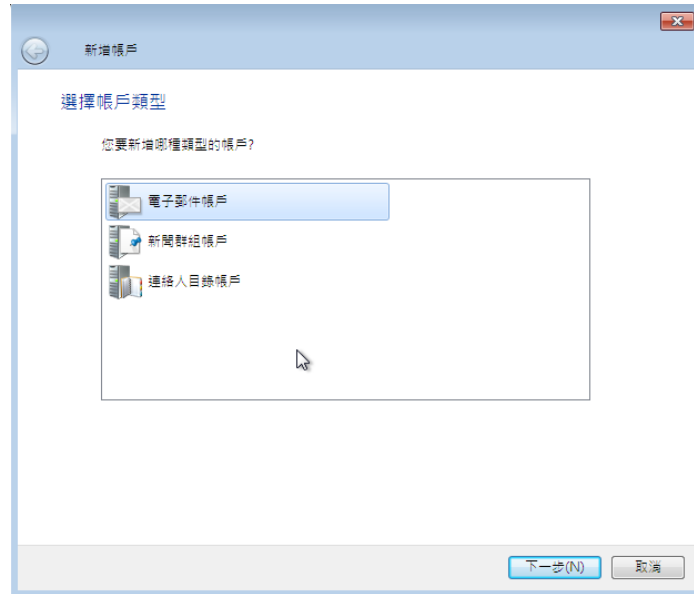 新增帳戶
選擇帳戶類型
您要新增哪種類型的帳戶?
電子郵件帳戶
新聞群組帳戶
連絡人目錄帳戶
下一步(N)
取消